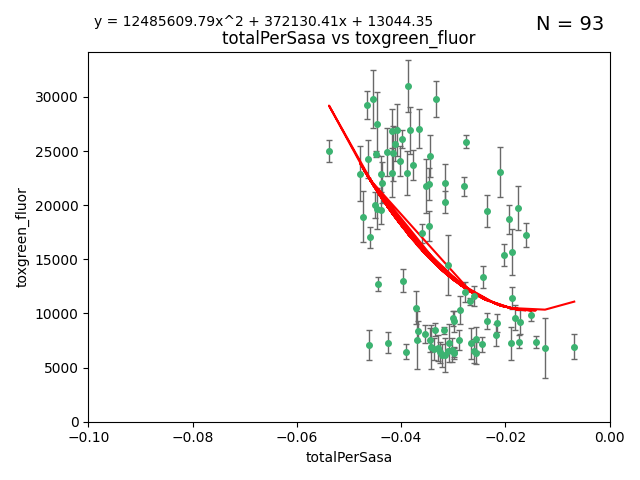 y = 12485609.79x^2 + 372130.41x + 13044.35
N = 93
totalPerSasa vs toxgreen_fluor
30000
25000
20000
15000
10000
5000
0
toxgreen_fluor
−0.10 −0.08 −0.06 −0.04 −0.02 0.00
totalPerSasa